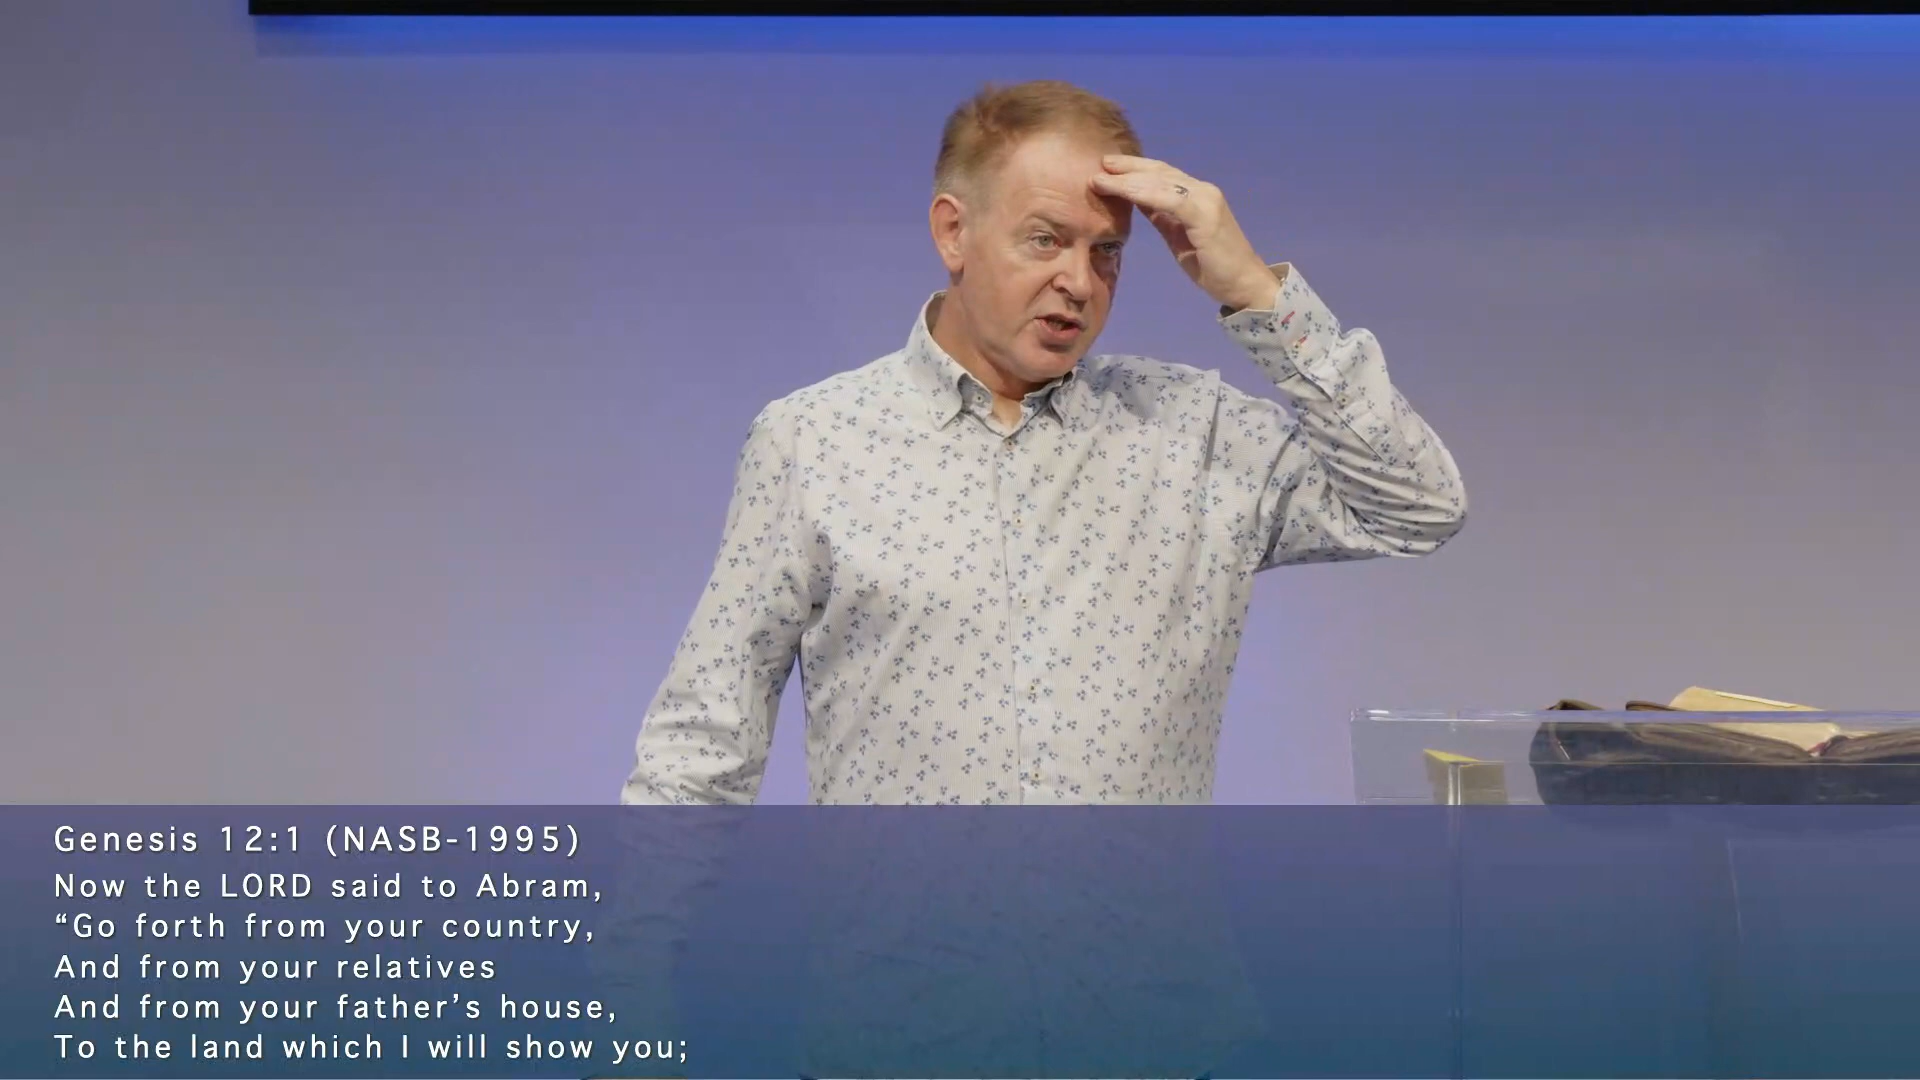 Genesis 12:1 (NASB-1995)
Now the LORD said to Abram,
“Go forth from your country,
And from your relatives
And from your father’s house,
To the land which I will show you;